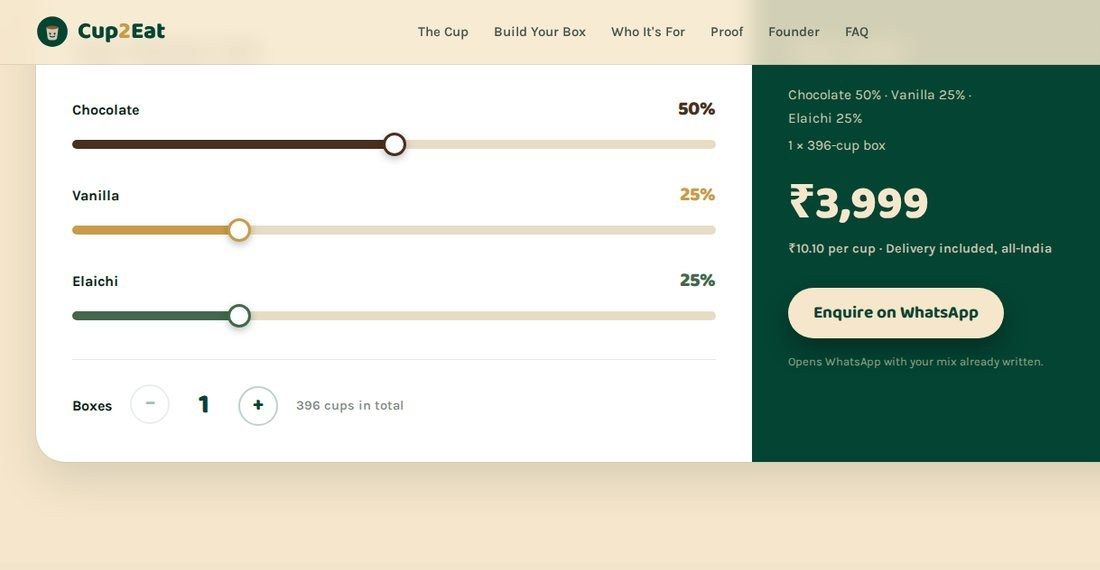 Cup2Eat
The Cup
Build Your Box
Who It's For
Proof
Founder
FAQ
Chocolate
50%
Vanilla
25%
Elaichi
25%
Boxes
−
1
+
396 cups in total
Chocolate 50% · Vanilla 25% ·
Elaichi 25%
1 × 396-cup box
₹3,999
₹10.10 per cup · Delivery included, all-India
Enquire on WhatsApp
Opens WhatsApp with your mix already written.